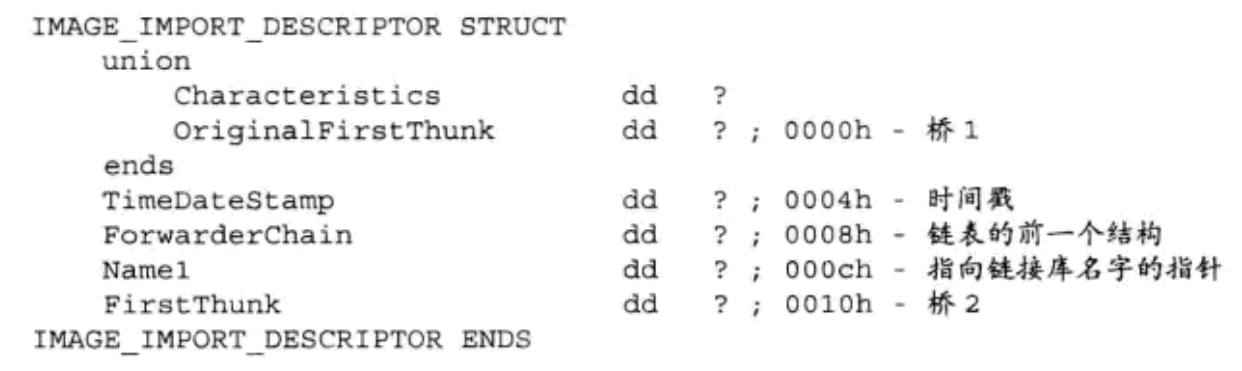 IMAGE_IMPORT_DESCRIPTOR STRUCT
union
Characteristics dd ?
OriginalFirstThunk dd ? ; 0000h - 桥 1
ends
TimeDateStamp dd ? ; 0004h - 时间戳
ForwarderChain dd ? ; 0008h - 链表的前一个结构
Name1 dd ? ; 000ch - 指向链接库名字的指针
FirstThunk dd ? ; 0010h - 桥 2
IMAGE_IMPORT_DESCRIPTOR ENDS